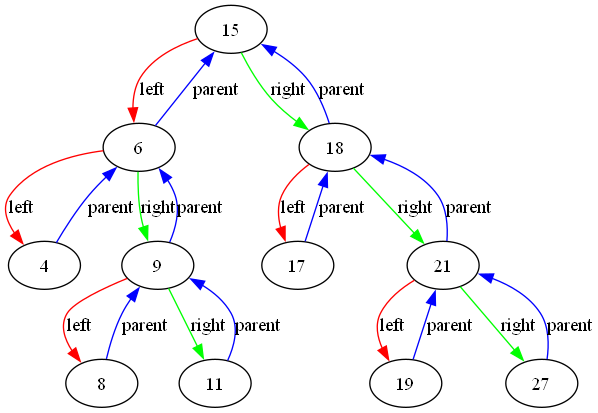 15
left parent right parent
6 18
left parent right parent left parent right parent
4 9 17 21
left parent right parent left parent right parent
8 11 19 27